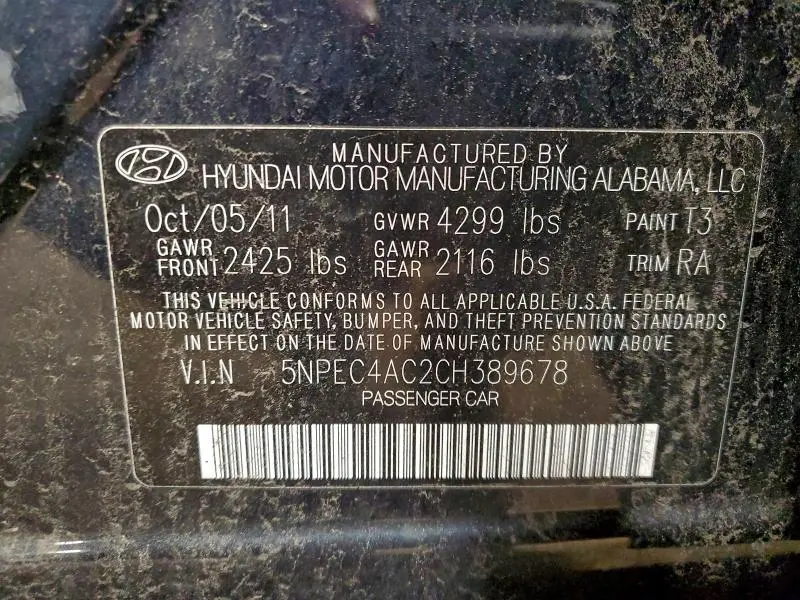 MANUFACTURED BY
HYUNDAI MOTOR MANUFACTURING ALABAMA, LLC
Oct/05/11 GVWR 4299 lbs PAINT T3
GAWR FRONT 2425 lbs GAWR REAR 2116 lbs TRIM RA
THIS VEHICLE CONFORMS TO ALL APPLICABLE U.S.A. FEDERAL
MOTOR VEHICLE SAFETY, BUMPER, AND THEFT PREVENTION STANDARDS
IN EFFECT ON THE DATE OF MANUFACTURE SHOWN ABOVE
V.I.N 5NPEC4AC2CH389678
PASSENGER CAR